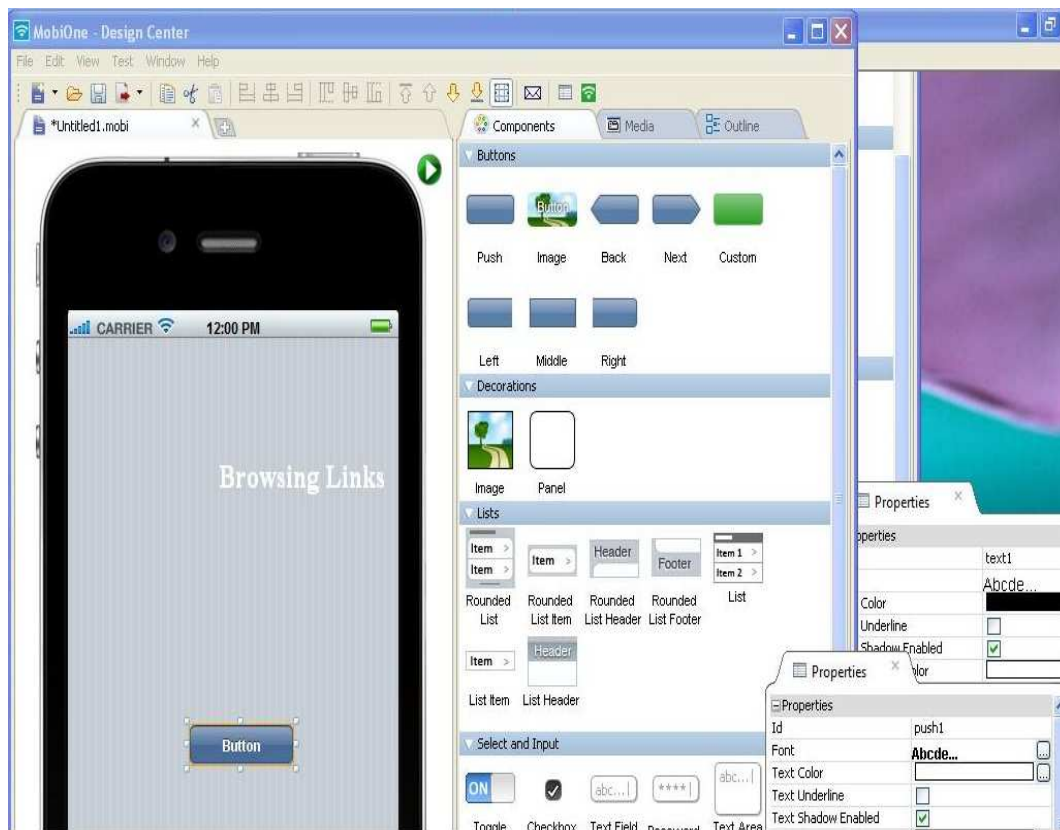 MobiOne - Design Center
File Edit View Test Window Help
*Untitled1.mobi
Components
Media
Outline
Buttons
Button
Push Image Back Next Custom
Left Middle Right
Decorations
Image Panel
Lists
Item >
Item >
Item >
Header
Footer
Item 1 >
Item 2 >
Rounded List
Rounded List Item
Rounded List Header
Rounded List Footer
List
Item >
Header
List Item List Header
Select and Input
ON
abc...
****
abc...
Toggle Checkbox Text Field Password Text Area
CARRIER 12:00 PM
Browsing Links
Button
Properties
text1
Abcde...
Color
Underline
Shadow Enabled
Properties
Properties
Id push1
Font Abcde...
Text Color
Text Underline
Text Shadow Enabled